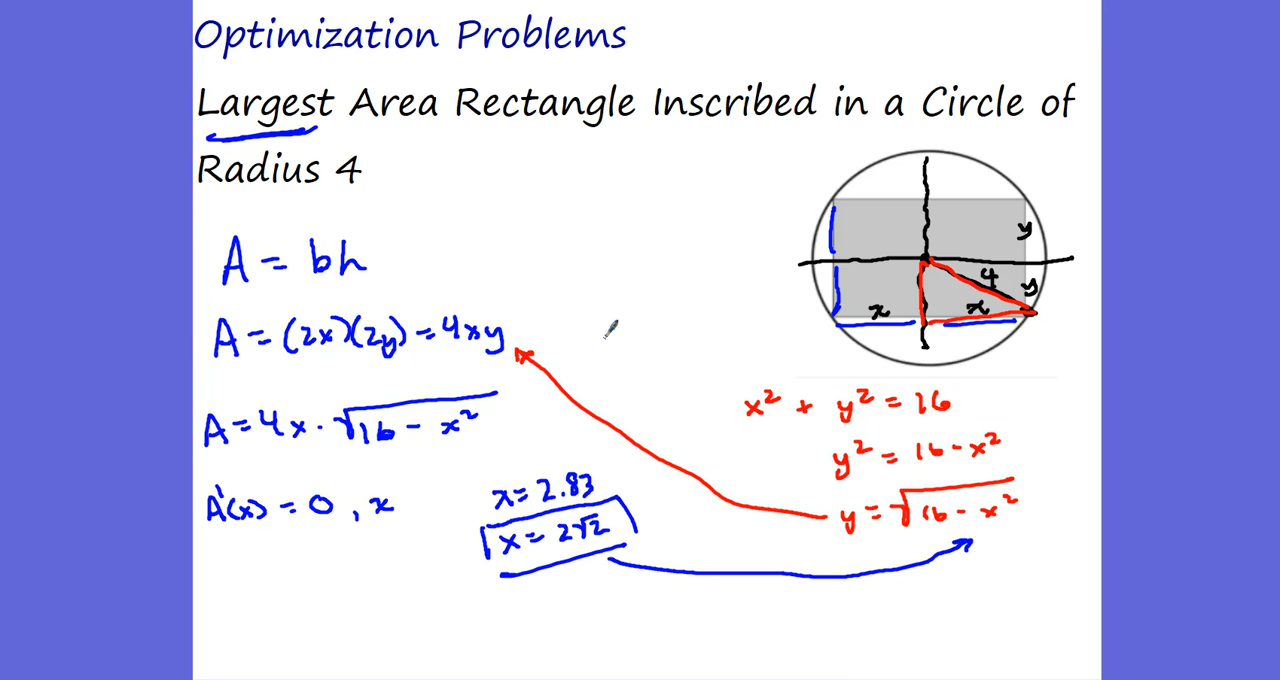 Optimization Problems
Largest Area Rectangle Inscribed in a Circle of
Radius 4
A = bh
A = (2x)(2y) = 4xy
A = 4x · √16 - x²
A'(x) = 0 , x
x = 2.83
x = 2√2
y
4
y
x
x
x² + y² = 16
y² = 16 - x²
y = √16 - x²